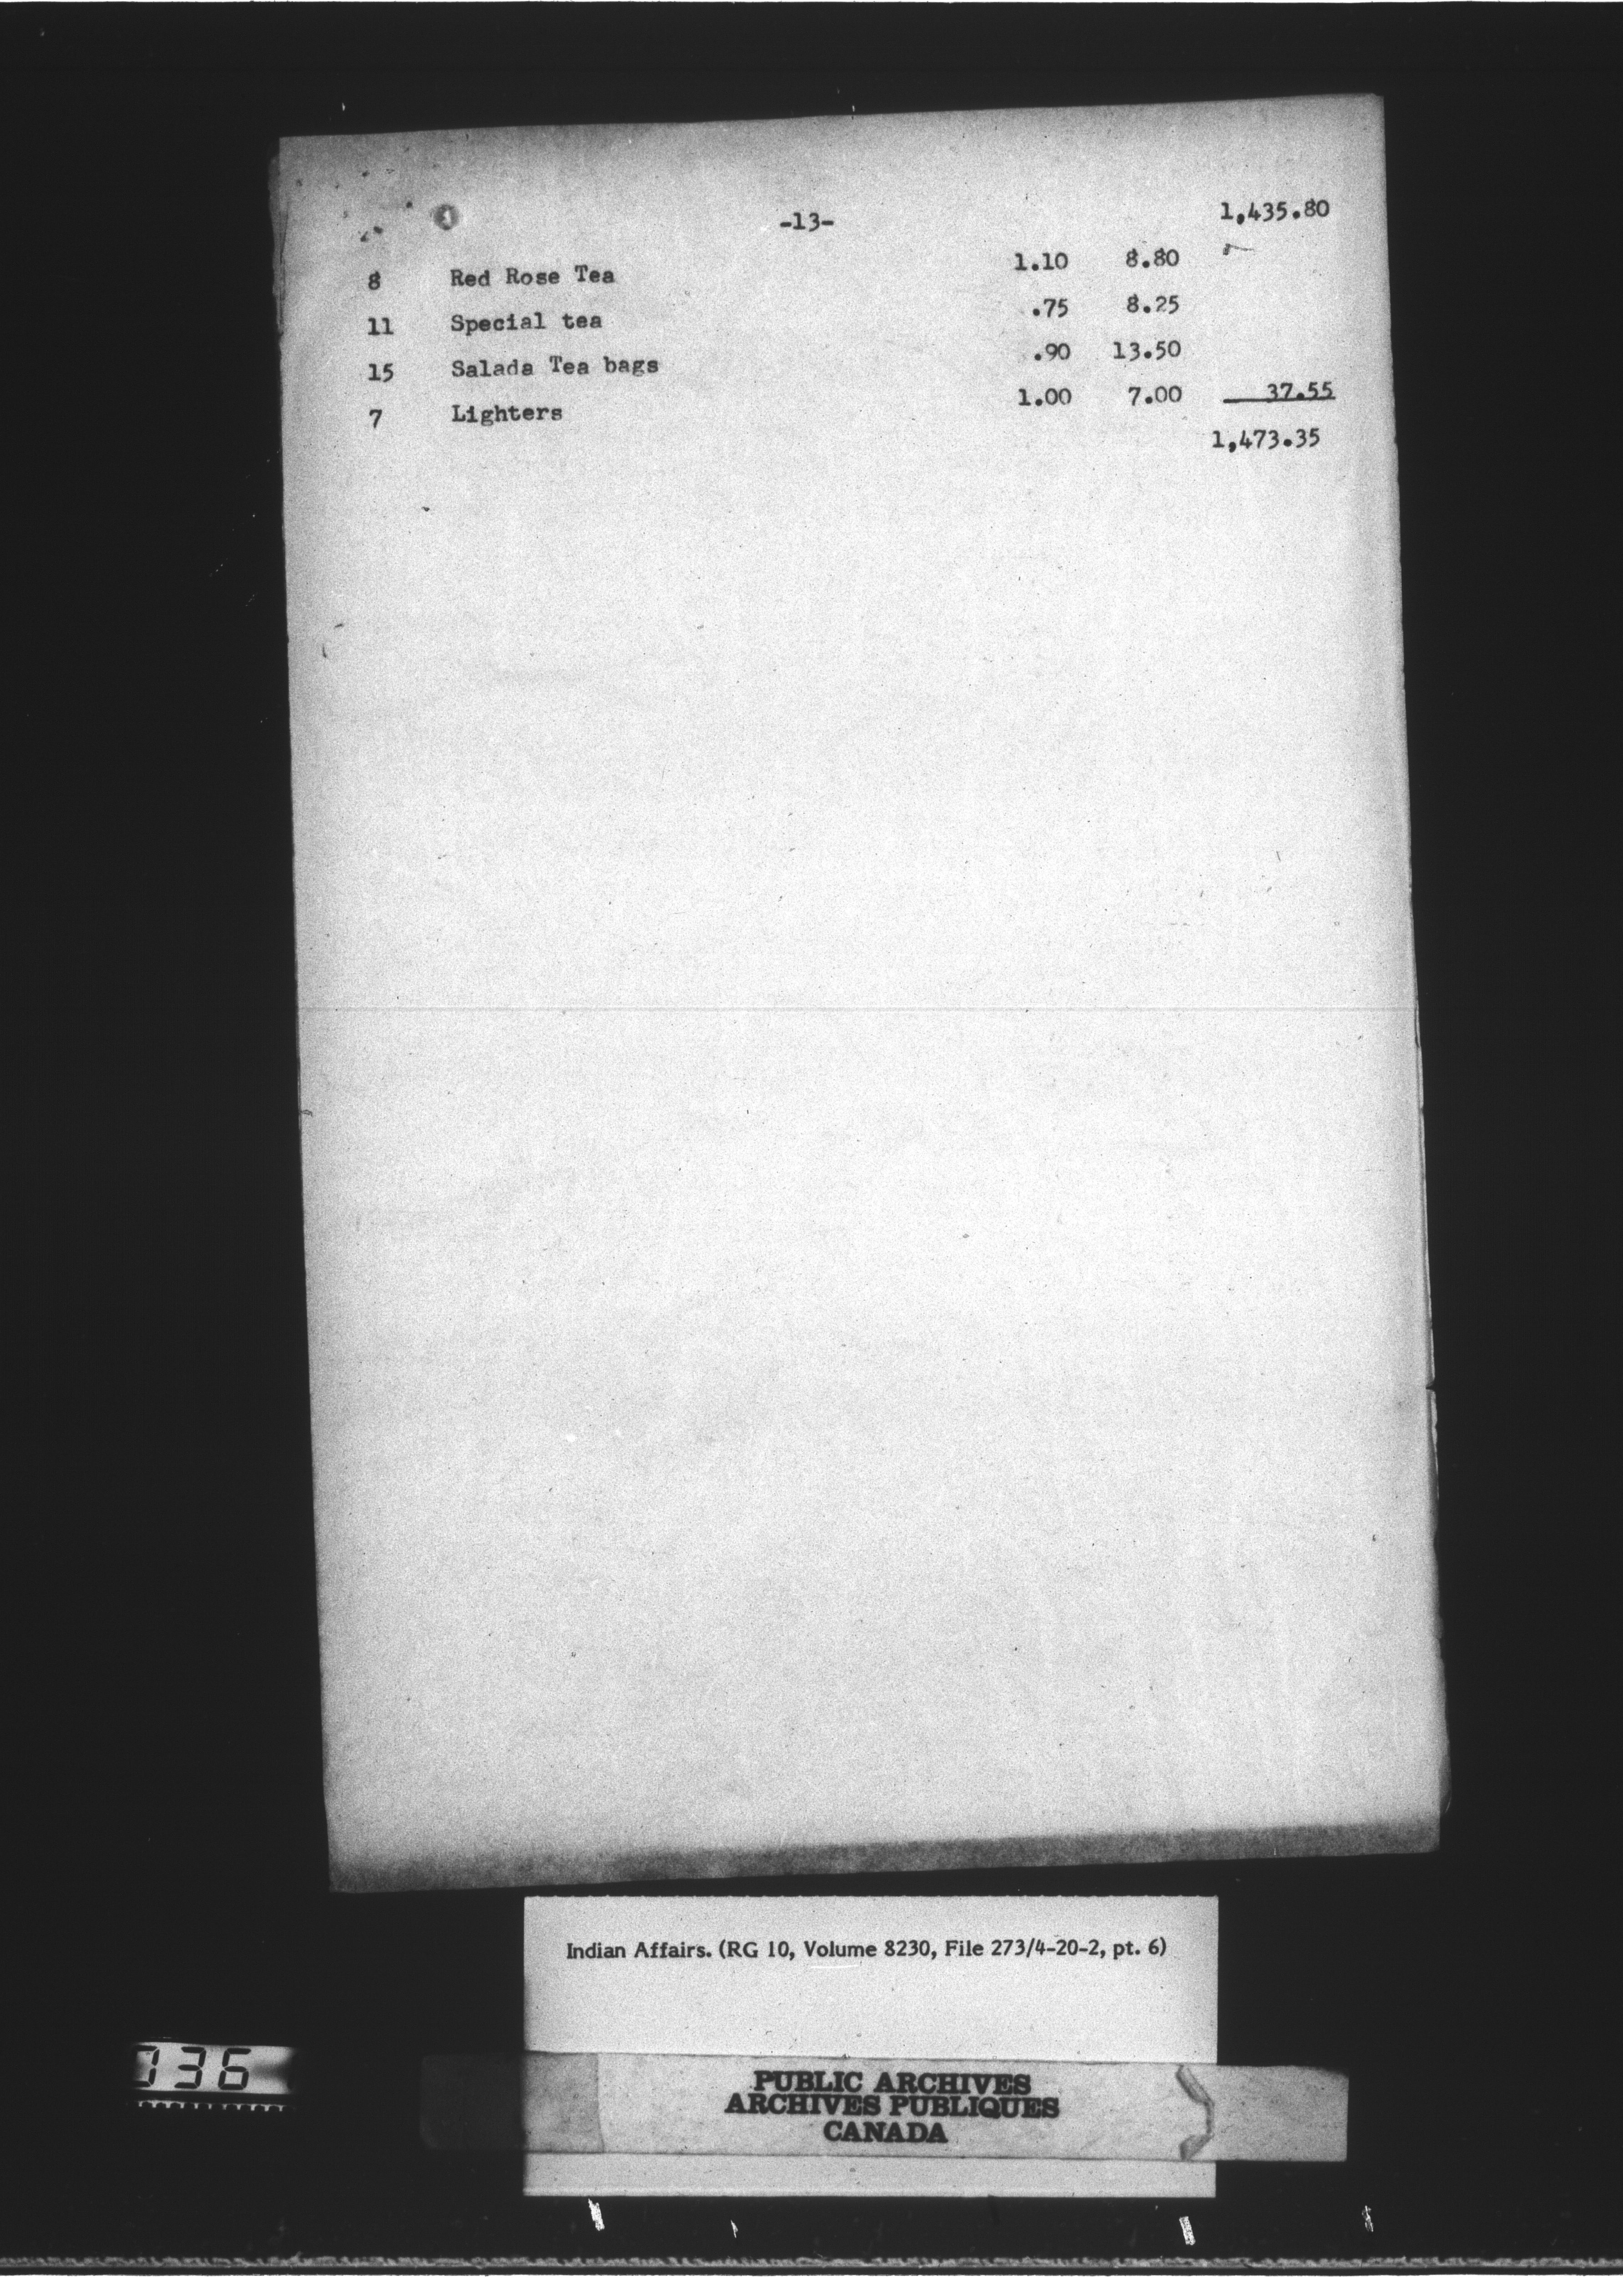 -13- 1,435.80
8 Red Rose Tea 1.10 8.80
11 Special tea .75 8.25
15 Salada Tea bags .90 13.50
7 Lighters 1.00 7.00 37.55
1,473.35
Indian Affairs. (RG 10, Volume 8230, File 273/4-20-2, pt. 6)
PUBLIC ARCHIVES
ARCHIVES PUBLIQUES
CANADA
36